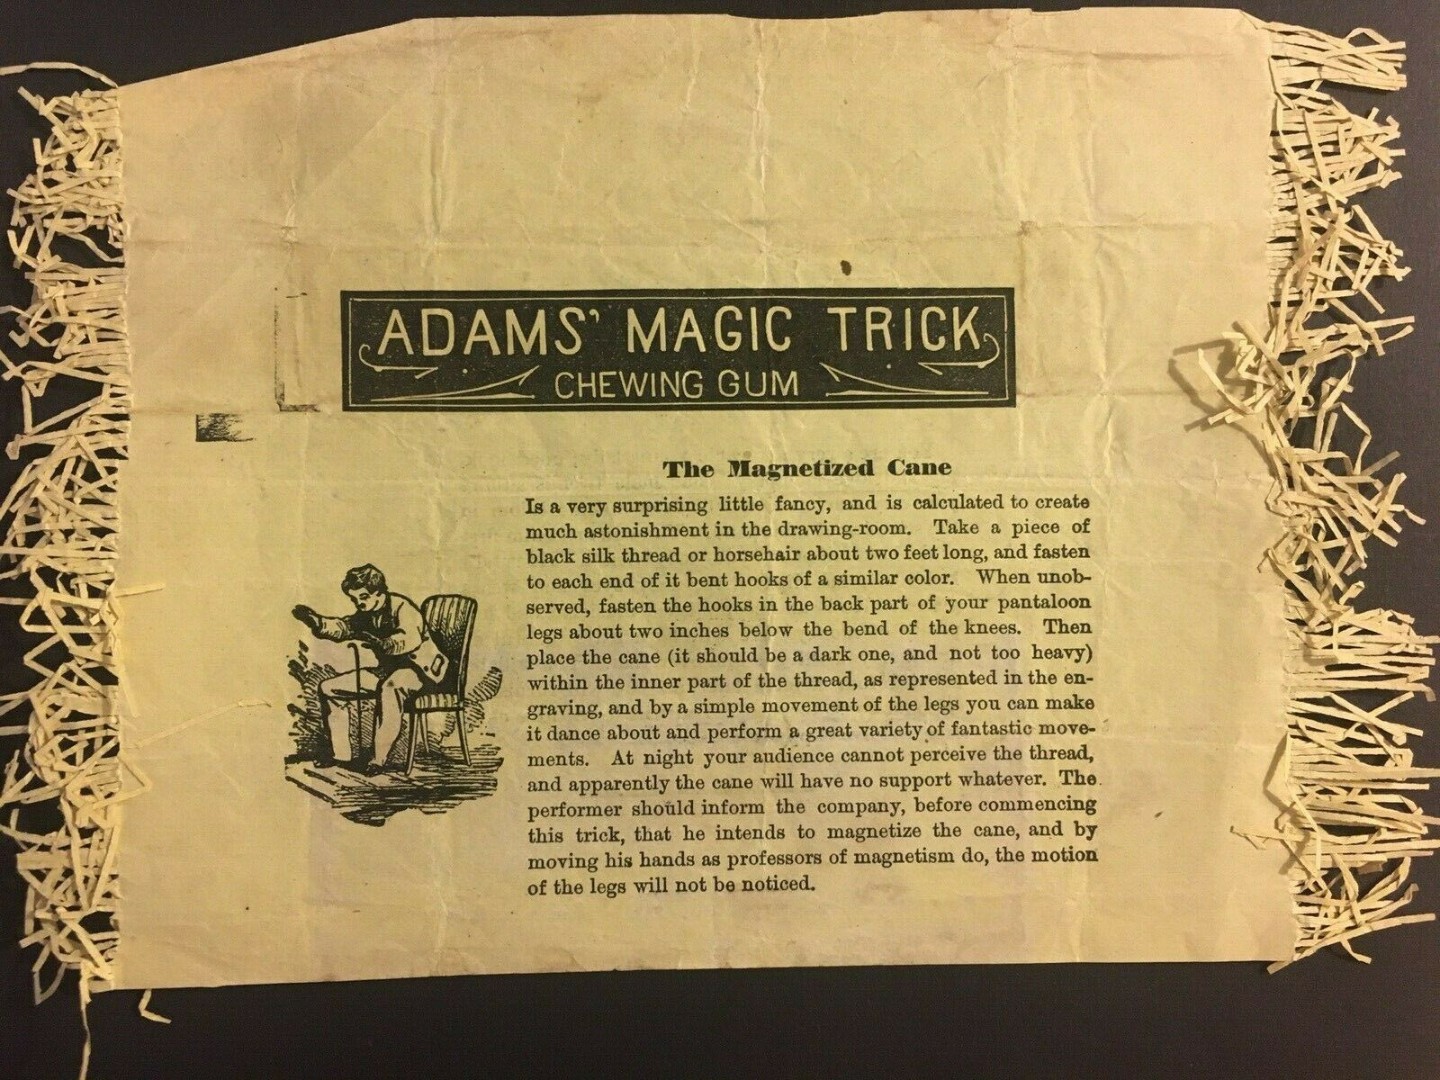 ADAMS' MAGIC TRICK
CHEWING GUM
The Magnetized Cane
Is a very surprising little fancy, and is calculated to create
much astonishment in the drawing-room. Take a piece of
black silk thread or horsehair about two feet long, and fasten
to each end of it bent hooks of a similar color. When unob-
served, fasten the hooks in the back part of your pantaloon
legs about two inches below the bend of the knees. Then
place the cane (it should be a dark one, and not too heavy)
within the inner part of the thread, as represented in the en-
graving, and by a simple movement of the legs you can make
it dance about and perform a great variety of fantastic move-
ments. At night your audience cannot perceive the thread,
and apparently the cane will have no support whatever. The
performer should inform the company, before commencing
this trick, that he intends to magnetize the cane, and by
moving his hands as professors of magnetism do, the motion
of the legs will not be noticed.